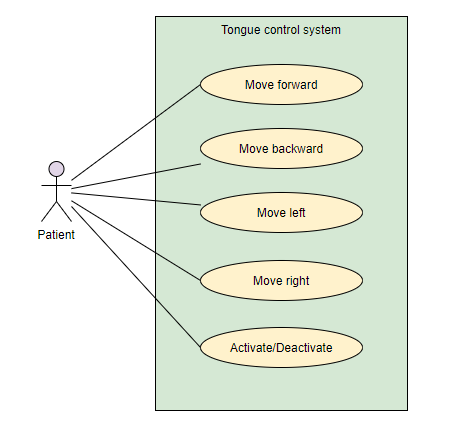 Tongue control system
Move forward
Move backward
Move left
Patient
Move right
Activate/Deactivate